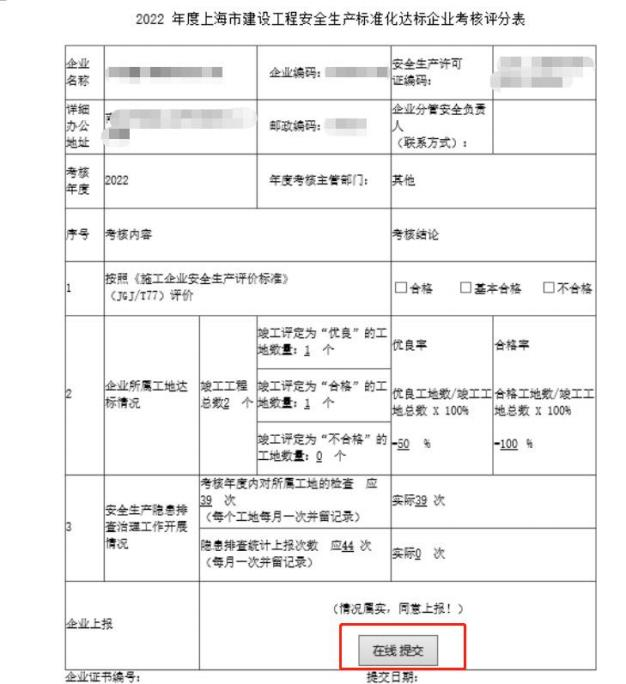 2022 年度上海市建设工程安全生产标准化达标企业考核评分表
企业
名称
企业编码:
安全生产许可
证编码:
详细
办公
地址
邮政编码:
企业分管安全负责
人
(联系方式):
考核
年度
2022
年度考核主管部门:
其他
序号
考核内容
考核结论
1
按照《施工企业安全生产评价标准》
(JGJ/T77)评价
合格
基本合格
不合格
2
企业所属工地达
标情况
竣工工程
总数2 个
竣工评定为“优良”的工
地数量:1 个
竣工评定为“合格”的工
地数量:1 个
竣工评定为“不合格”的
工地数量:0 个
优良率
优良工地数/竣工工
地总数 X 100%
=50 %
合格率
合格工地数/竣工工
地总数 X 100%
=100 %
3
安全生产隐患排
查治理工作开展
情况
考核年度内对所属工地的检查 应
39 次
(每个工地每月一次并留记录)
实际39 次
隐患排查统计上报次数 应44 次
(每月一次并留记录)
实际0 次
企业上报
(情况属实,同意上报!)
在线提交
企业证书编号:
提交日期: